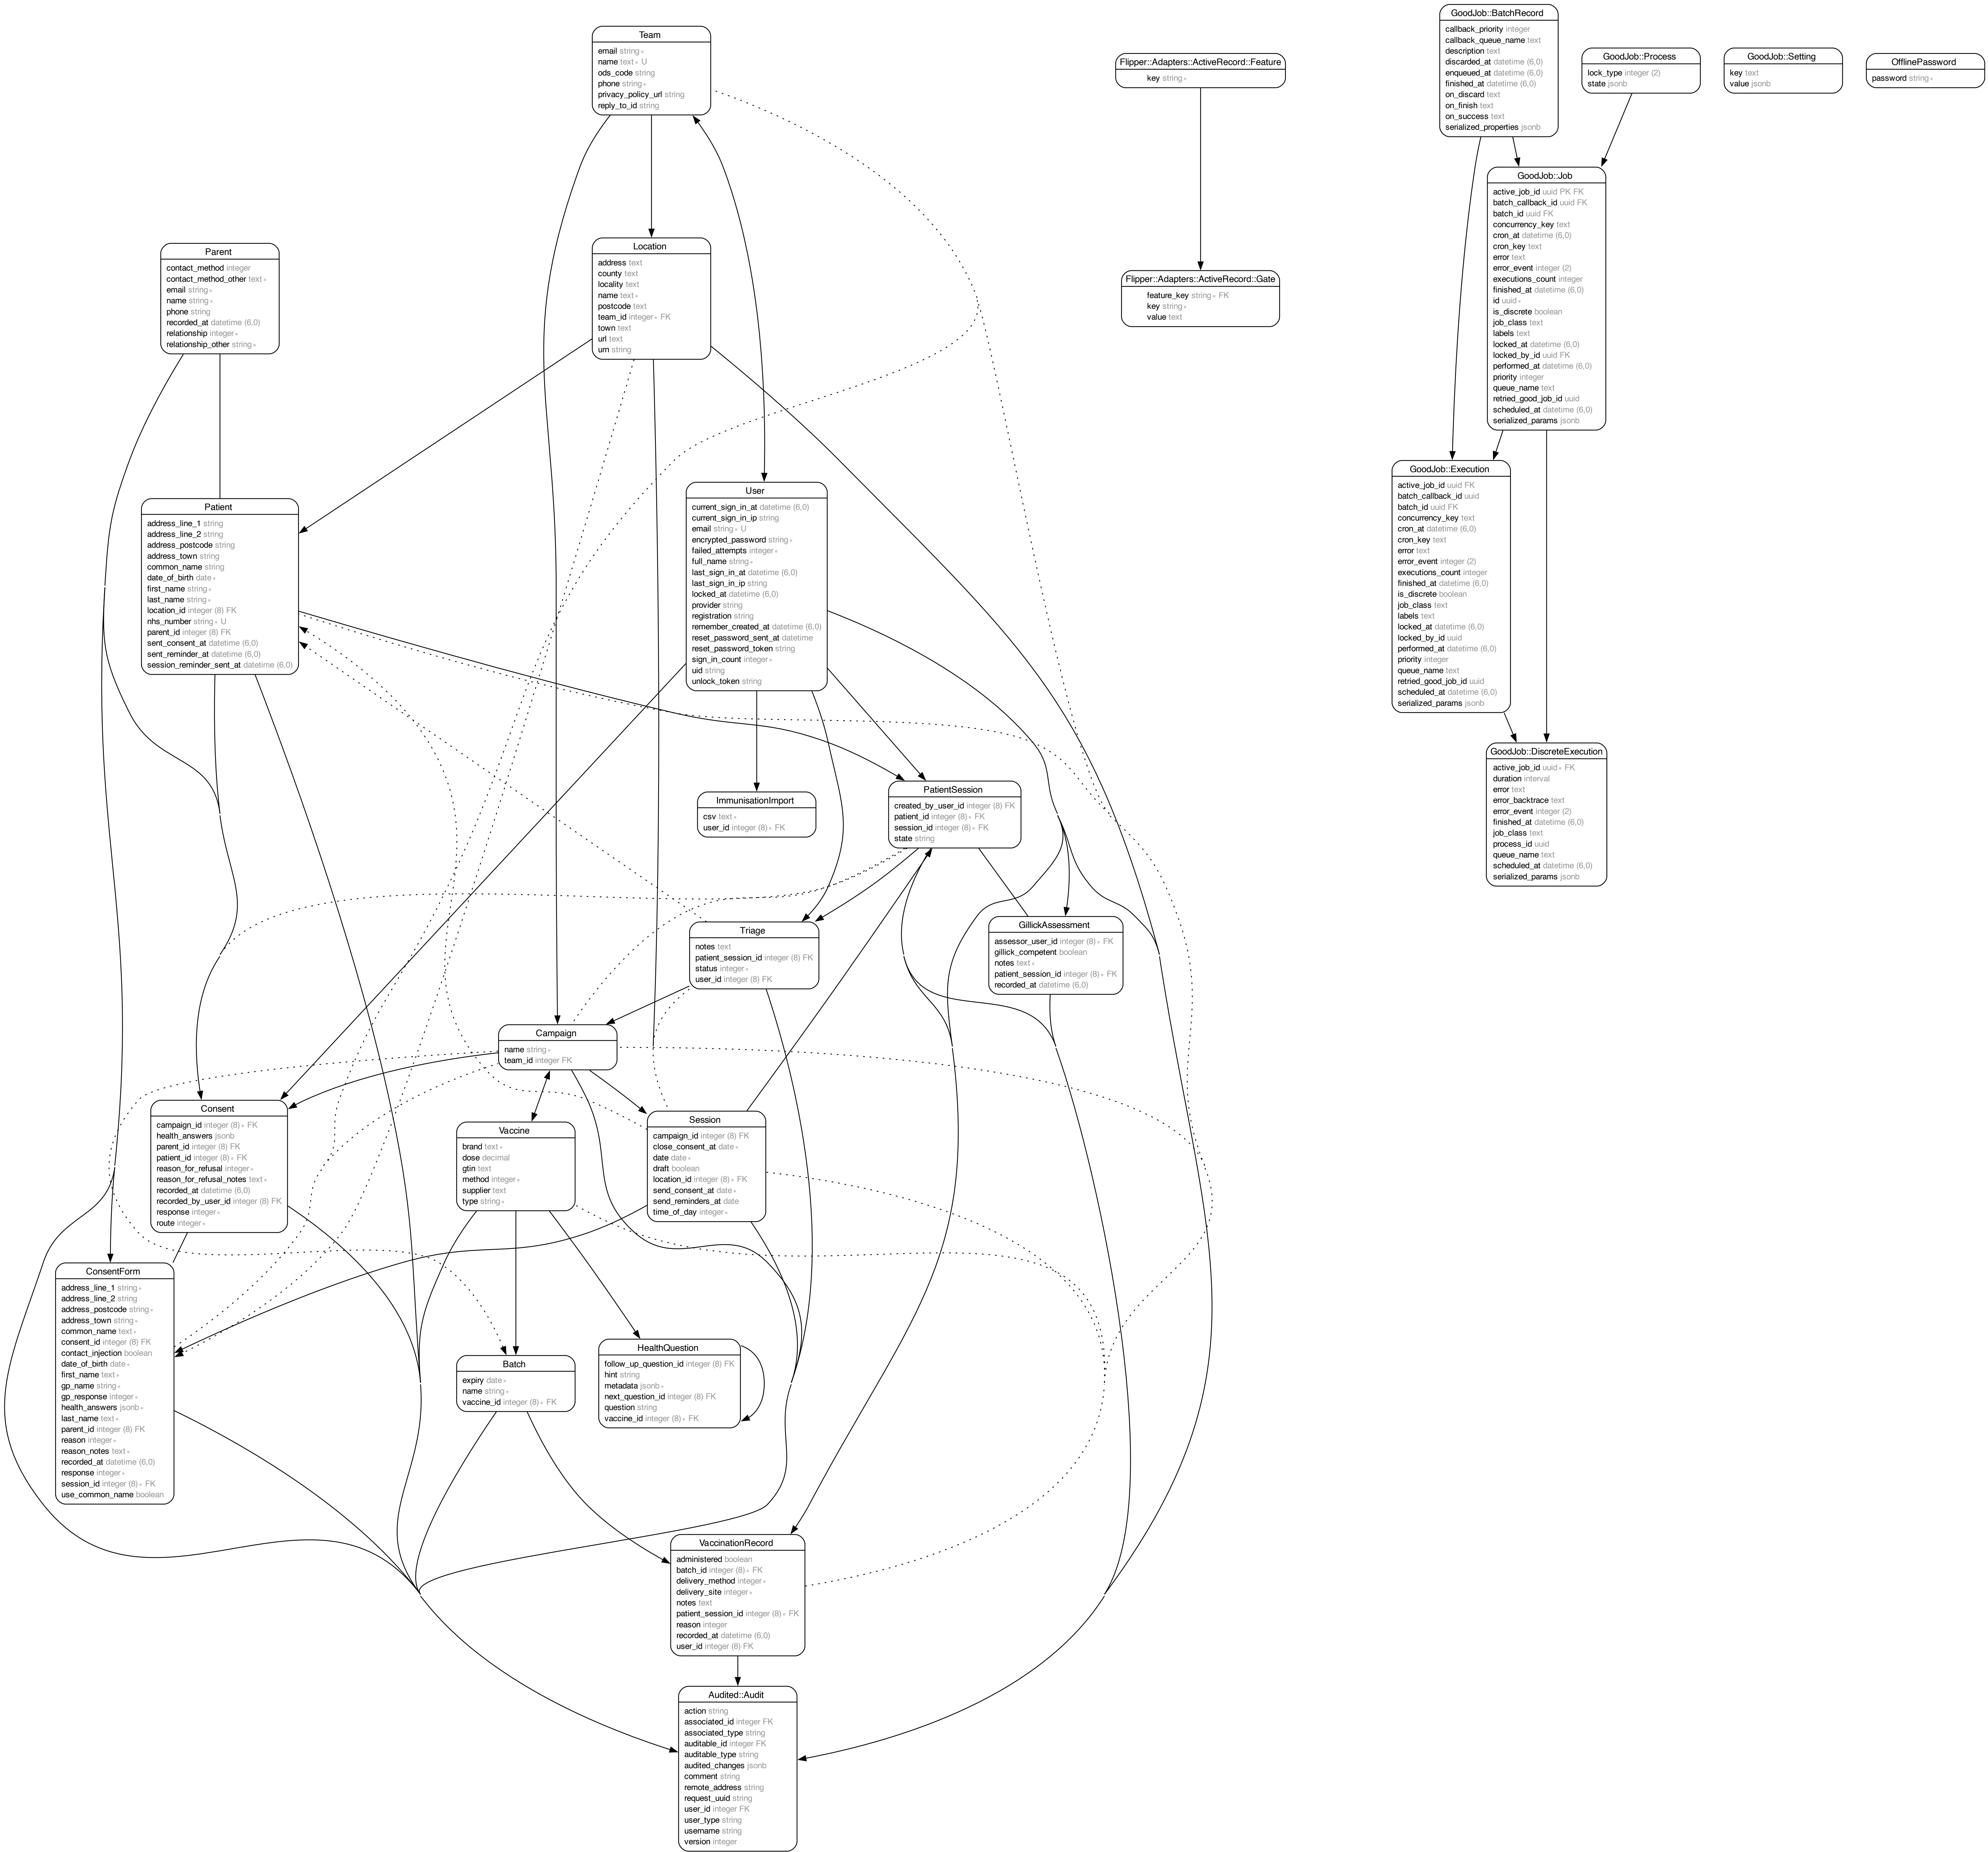 Team
email string ∗
name text ∗ U
ods_code string
phone string ∗
privacy_policy_url string
reply_to_id string
Flipper::Adapters::ActiveRecord::Feature
key string ∗
GoodJob::BatchRecord
callback_priority integer
callback_queue_name text
description text
discarded_at datetime (6,0)
enqueued_at datetime (6,0)
finished_at datetime (6,0)
on_discard text
on_finish text
on_success text
serialized_properties jsonb
GoodJob::Process
lock_type integer (2)
state jsonb
GoodJob::Setting
key text
value jsonb
OfflinePassword
password string ∗
GoodJob::Job
active_job_id uuid PK FK
batch_callback_id uuid FK
batch_id uuid FK
concurrency_key text
cron_at datetime (6,0)
cron_key text
error text
error_event integer (2)
executions_count integer
finished_at datetime (6,0)
id uuid ∗
is_discrete boolean
job_class text
labels text
locked_at datetime (6,0)
locked_by_id uuid FK
performed_at datetime (6,0)
priority integer
queue_name text
retried_good_job_id uuid
scheduled_at datetime (6,0)
serialized_params jsonb
Location
address text
county text
locality text
name text ∗
postcode text
team_id integer ∗ FK
town text
url text
urn string
Parent
contact_method integer
contact_method_other text ∗
email string ∗
name string ∗
phone string
recorded_at datetime (6,0)
relationship integer ∗
relationship_other string ∗
Flipper::Adapters::ActiveRecord::Gate
feature_key string ∗ FK
key string ∗
value text
GoodJob::Execution
active_job_id uuid FK
batch_callback_id uuid
batch_id uuid FK
concurrency_key text
cron_at datetime (6,0)
cron_key text
error text
error_event integer (2)
executions_count integer
finished_at datetime (6,0)
is_discrete boolean
job_class text
labels text
locked_at datetime (6,0)
locked_by_id uuid
performed_at datetime (6,0)
priority integer
queue_name text
retried_good_job_id uuid
scheduled_at datetime (6,0)
serialized_params jsonb
User
current_sign_in_at datetime (6,0)
current_sign_in_ip string
email string ∗ U
encrypted_password string ∗
failed_attempts integer ∗
full_name string ∗
last_sign_in_at datetime (6,0)
last_sign_in_ip string
locked_at datetime (6,0)
provider string
registration string
remember_created_at datetime (6,0)
reset_password_sent_at datetime
reset_password_token string
sign_in_count integer ∗
uid string
unlock_token string
Patient
address_line_1 string
address_line_2 string
address_postcode string
address_town string
common_name string
date_of_birth date ∗
first_name string ∗
last_name string ∗
location_id integer (8) FK
nhs_number string ∗ U
parent_id integer (8) FK
sent_consent_at datetime (6,0)
sent_reminder_at datetime (6,0)
session_reminder_sent_at datetime (6,0)
GoodJob::DiscreteExecution
active_job_id uuid ∗ FK
duration interval
error text
error_backtrace text
error_event integer (2)
finished_at datetime (6,0)
job_class text
process_id uuid
queue_name text
scheduled_at datetime (6,0)
serialized_params jsonb
ImmunisationImport
csv text ∗
user_id integer (8) ∗ FK
PatientSession
created_by_user_id integer (8) FK
patient_id integer (8) ∗ FK
session_id integer (8) ∗ FK
state string
Triage
notes text
patient_session_id integer (8) FK
status integer ∗
user_id integer (8) FK
GillickAssessment
assessor_user_id integer (8) ∗ FK
gillick_competent boolean
notes text ∗
patient_session_id integer (8) ∗ FK
recorded_at datetime (6,0)
Campaign
name string ∗
team_id integer FK
Consent
campaign_id integer (8) ∗ FK
health_answers jsonb
parent_id integer (8) FK
patient_id integer (8) ∗ FK
reason_for_refusal integer ∗
reason_for_refusal_notes text ∗
recorded_at datetime (6,0)
recorded_by_user_id integer (8) FK
response integer ∗
route integer ∗
Vaccine
brand text ∗
dose decimal
gtin text
method integer ∗
supplier text
type string ∗
Session
campaign_id integer (8) FK
close_consent_at date ∗
date date ∗
draft boolean
location_id integer (8) ∗ FK
send_consent_at date ∗
send_reminders_at date
time_of_day integer ∗
ConsentForm
address_line_1 string ∗
address_line_2 string
address_postcode string ∗
address_town string ∗
common_name text ∗
consent_id integer (8) FK
contact_injection boolean
date_of_birth date ∗
first_name text ∗
gp_name string ∗
gp_response integer ∗
health_answers jsonb ∗
last_name text ∗
parent_id integer (8) FK
reason integer ∗
reason_notes text ∗
recorded_at datetime (6,0)
response integer ∗
session_id integer (8) ∗ FK
use_common_name boolean
Batch
expiry date ∗
name string ∗
vaccine_id integer (8) ∗ FK
HealthQuestion
follow_up_question_id integer (8) FK
hint string
metadata jsonb ∗
next_question_id integer (8) FK
question string
vaccine_id integer (8) ∗ FK
VaccinationRecord
administered boolean
batch_id integer (8) ∗ FK
delivery_method integer ∗
delivery_site integer ∗
notes text
patient_session_id integer (8) ∗ FK
reason integer
recorded_at datetime (6,0)
user_id integer (8) FK
Audited::Audit
action string
associated_id integer FK
associated_type string
auditable_id integer FK
auditable_type string
audited_changes jsonb
comment string
remote_address string
request_uuid string
user_id integer FK
user_type string
username string
version integer